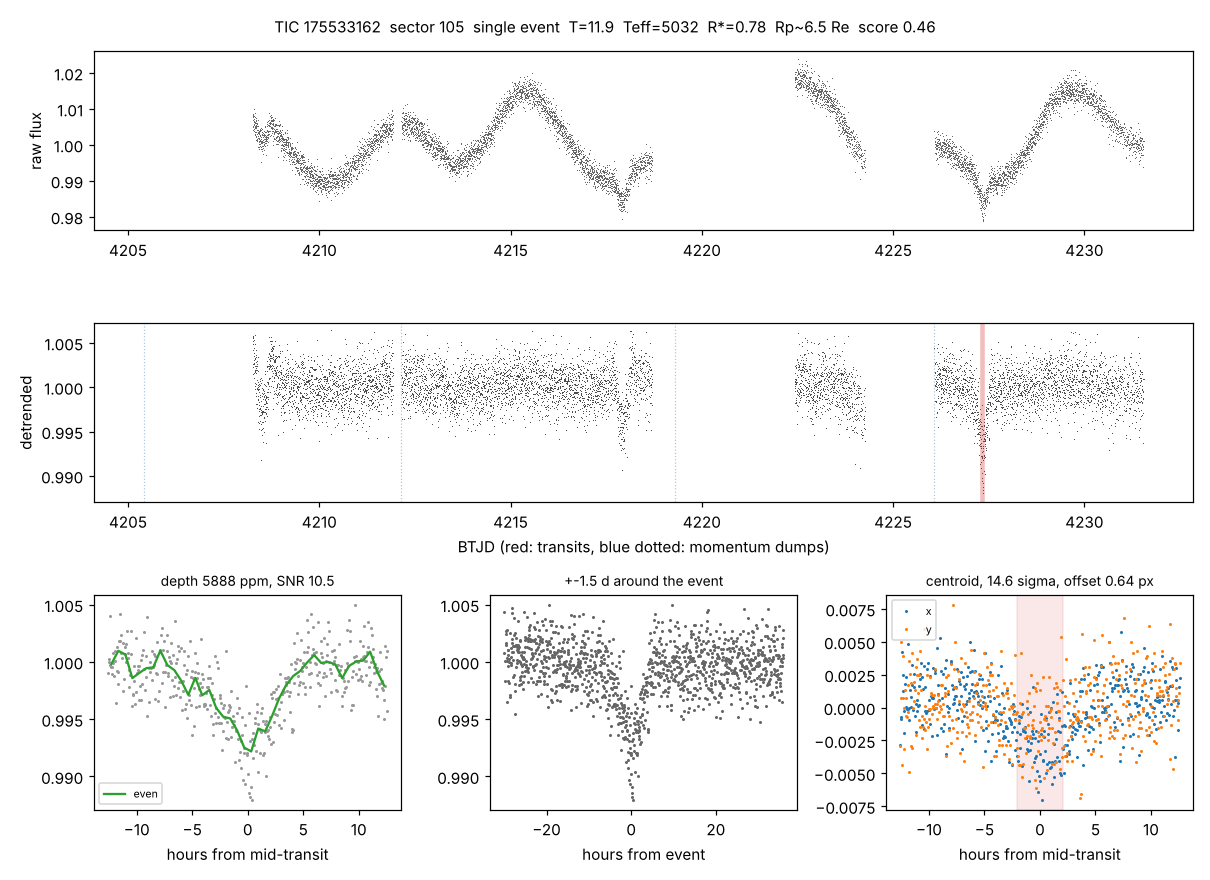 TIC 175533162  sector 105  single event  T=11.9  Teff=5032  R*=0.78  Rp~6.5 Re  score 0.46
1.02
1.01
1.00
0.99
0.98
raw flux
4205 4210 4215 4220 4225 4230
1.005
1.000
0.995
0.990
detrended
4205 4210 4215 4220 4225 4230
BTJD (red: transits, blue dotted: momentum dumps)
depth 5888 ppm, SNR 10.5
1.005
1.000
0.995
0.990
even
−10 −5 0 5 10
hours from mid-transit
+-1.5 d around the event
1.005
1.000
0.995
0.990
−20 0 20
hours from event
centroid, 14.6 sigma, offset 0.64 px
0.0075
0.0050
0.0025
0.0000
−0.0025
−0.0050
−0.0075
x
y
−10 −5 0 5 10
hours from mid-transit